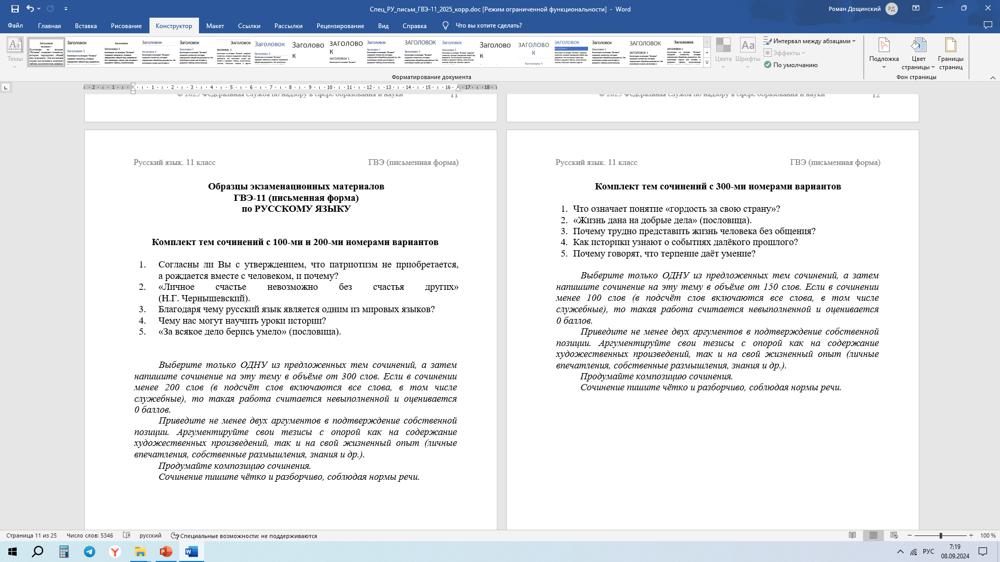 Спец_РУ_письм_ГВЭ-11_2025_корр.doc [Режим ограниченной функциональности] - Word
Роман Дощинский
РД
Файл
Главная
Вставка
Рисование
Конструктор
Макет
Ссылки
Рассылки
Рецензирование
Вид
Справка
Что вы хотите сделать?
Темы
Цвета
Шрифты
Интервал между абзацами
Эффекты
По умолчанию
Подложка
Цвет страницы
Границы страниц
Форматирование документа
Фон страницы
© 2025 Федеральная служба по надзору в сфере образования и науки 11
© 2025 Федеральная служба по надзору в сфере образования и науки 12
Русский язык. 11 класс ГВЭ (письменная форма)
Образцы экзаменационных материалов
ГВЭ-11 (письменная форма)
по РУССКОМУ ЯЗЫКУ
Комплект тем сочинений с 100-ми и 200-ми номерами вариантов
1. Согласны ли Вы с утверждением, что патриотизм не приобретается,
а рождается вместе с человеком, и почему?
2. «Личное счастье невозможно без счастья других»
(Н.Г. Чернышевский).
3. Благодаря чему русский язык является одним из мировых языков?
4. Чему нас могут научить уроки истории?
5. «За всякое дело берись умело» (пословица).
Выберите только ОДНУ из предложенных тем сочинений, а затем
напишите сочинение на эту тему в объёме от 300 слов. Если в сочинении
менее 200 слов (в подсчёт слов включаются все слова, в том числе
служебные), то такая работа считается невыполненной и оценивается
0 баллов.
Приведите не менее двух аргументов в подтверждение собственной
позиции. Аргументируйте свои тезисы с опорой как на содержание
художественных произведений, так и на свой жизненный опыт (личные
впечатления, собственные размышления, знания и др.).
Продумайте композицию сочинения.
Сочинение пишите чётко и разборчиво, соблюдая нормы речи.
Русский язык. 11 класс ГВЭ (письменная форма)
Комплект тем сочинений с 300-ми номерами вариантов
1. Что означает понятие «гордость за свою страну»?
2. «Жизнь дана на добрые дела» (пословица).
3. Почему трудно представить жизнь человека без общения?
4. Как историки узнают о событиях далёкого прошлого?
5. Почему говорят, что терпение даёт умение?
Выберите только ОДНУ из предложенных тем сочинений, а затем
напишите сочинение на эту тему в объёме от 150 слов. Если в сочинении
менее 100 слов (в подсчёт слов включаются все слова, в том числе
служебные), то такая работа считается невыполненной и оценивается
0 баллов.
Приведите не менее двух аргументов в подтверждение собственной
позиции. Аргументируйте свои тезисы с опорой как на содержание
художественных произведений, так и на свой жизненный опыт (личные
впечатления, собственные размышления, знания и др.).
Продумайте композицию сочинения.
Сочинение пишите чётко и разборчиво, соблюдая нормы речи.
Страница 11 из 25
Число слов: 5346
русский
Специальные возможности: не поддерживаются
100 %
РУС
7:19
08.09.2024